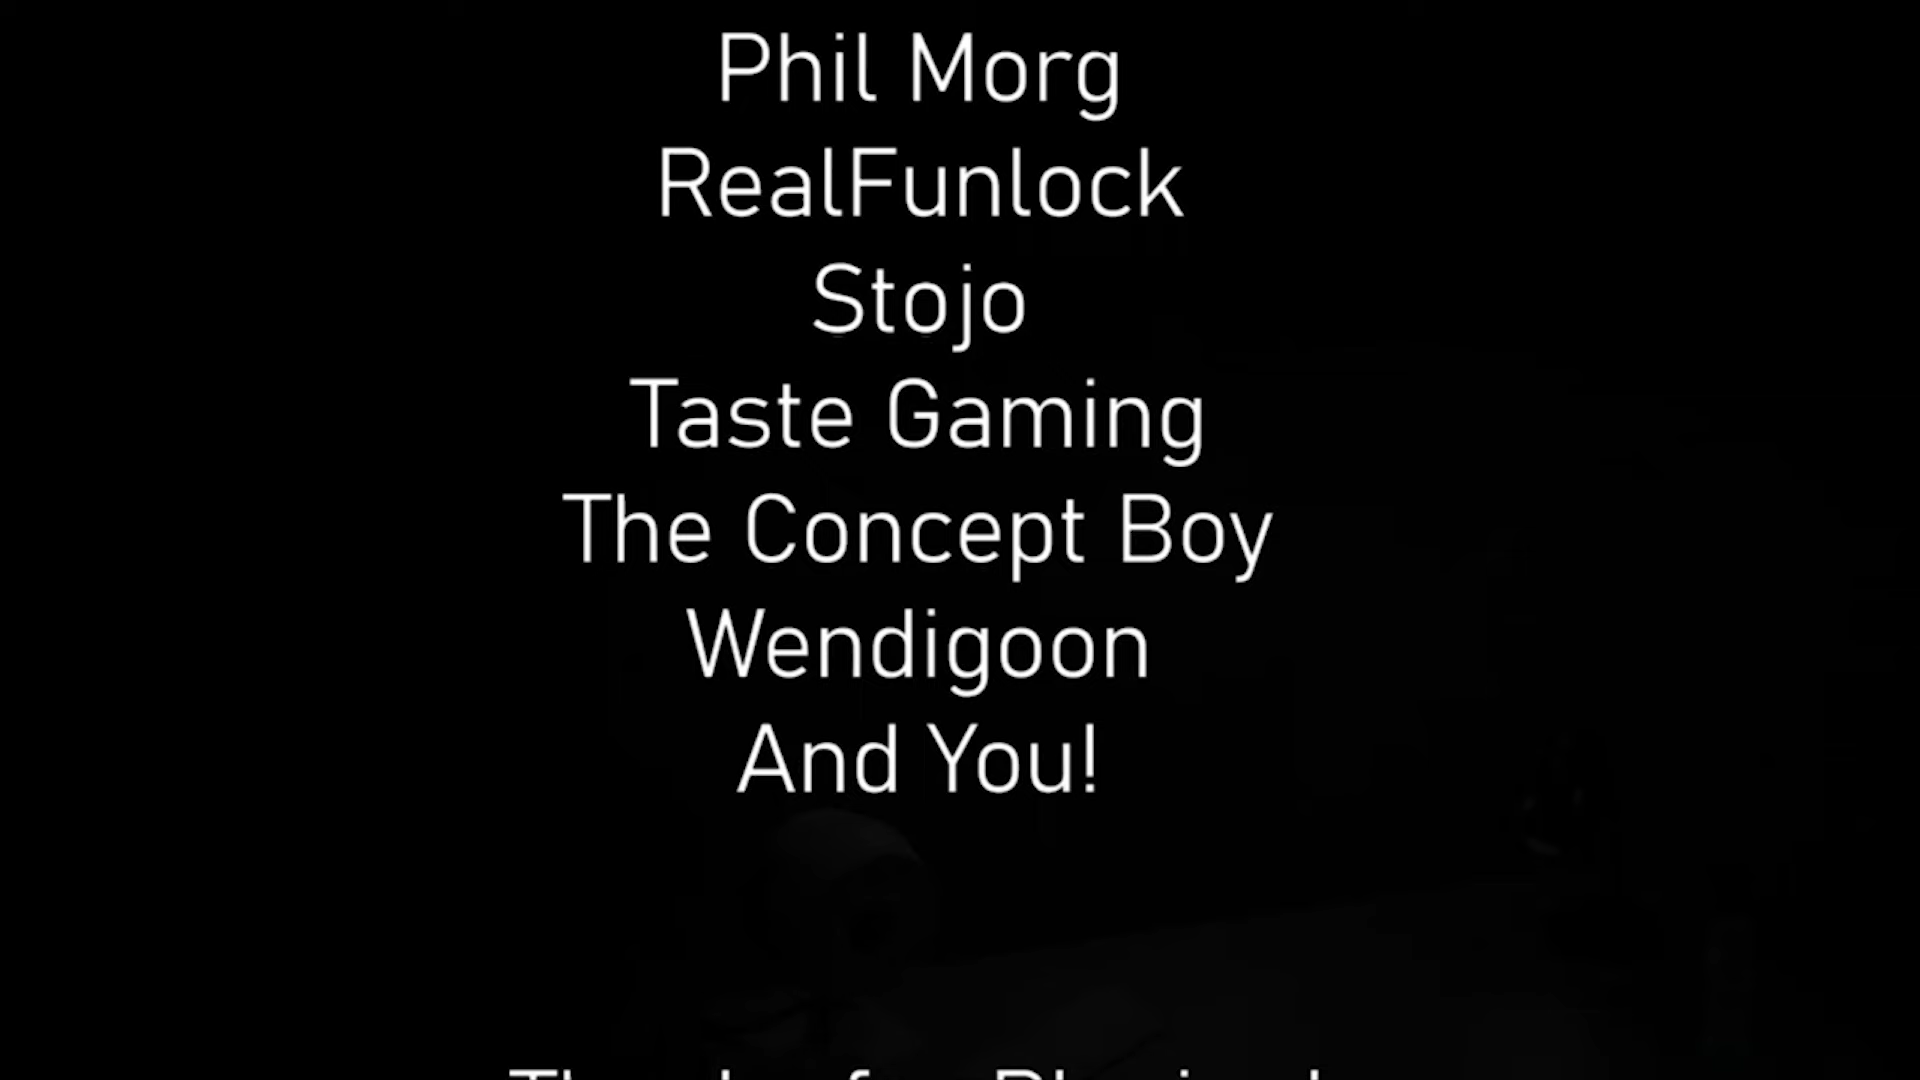 Phil Morg
RealFunlock
Stojo
Taste Gaming
The Concept Boy
Wendigoon
And You!